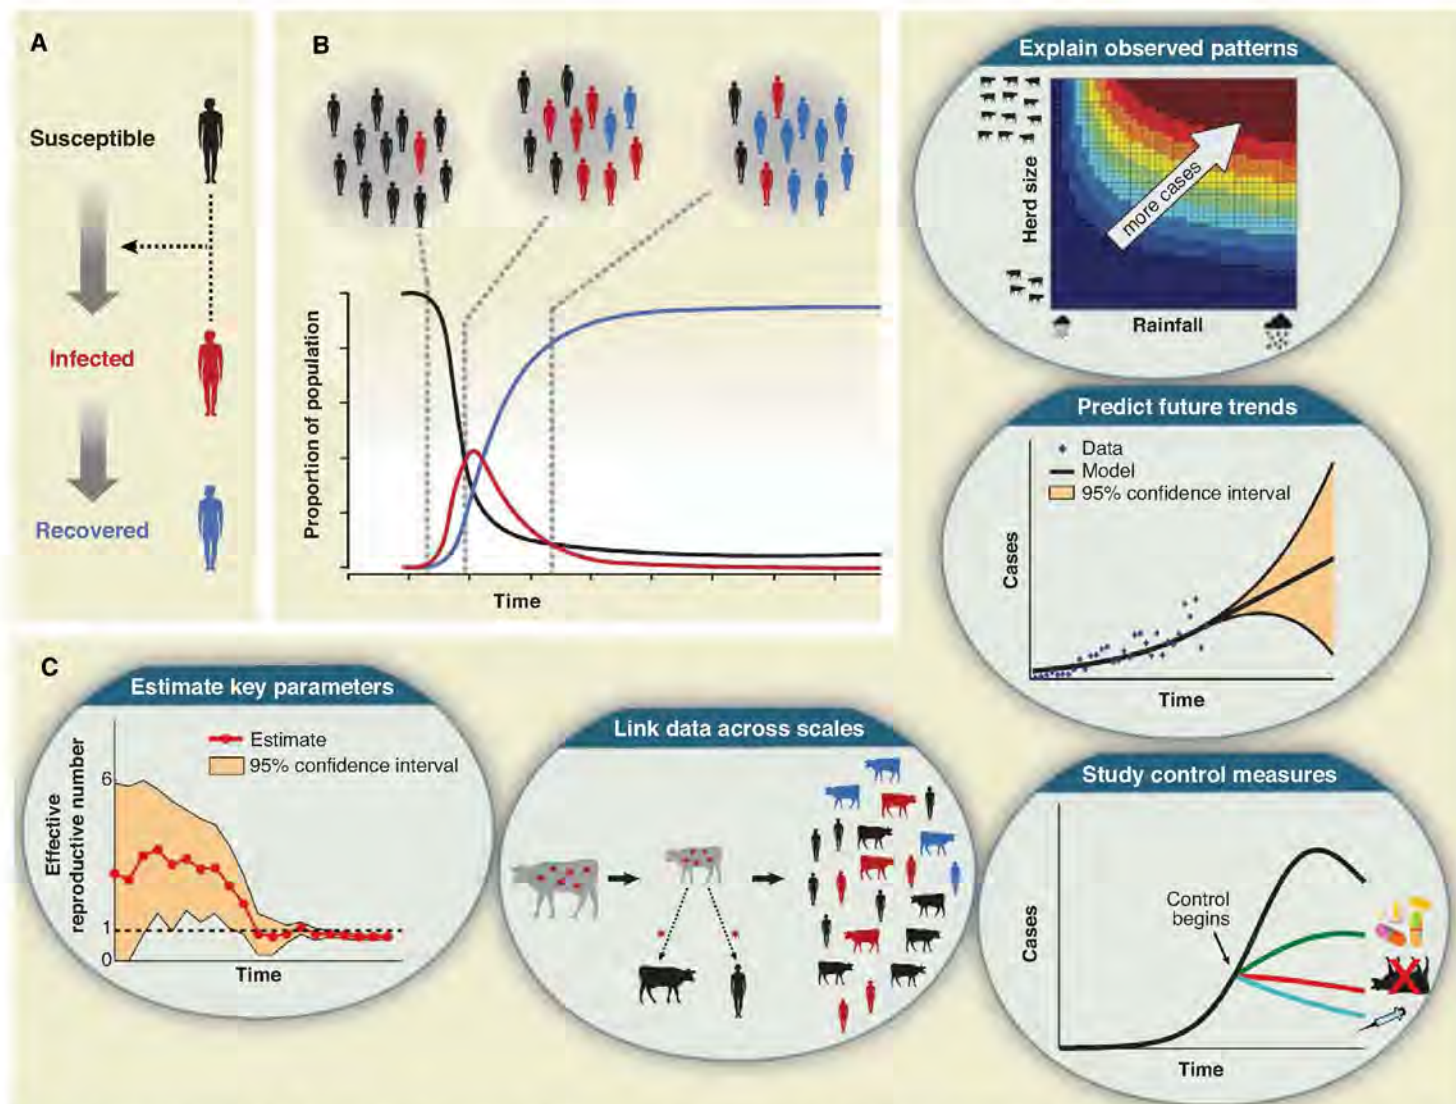 A
Susceptible
Infected
Recovered
B
Proportion of population
Time
Explain observed patterns
Herd size
more cases
Rainfall
Predict future trends
Data
Model
95% confidence interval
Cases
Time
C
Estimate key parameters
Estimate
95% confidence interval
Effective
reproductive number
6
1
0
Time
Link data across scales
Study control measures
Control
begins
Cases
Time